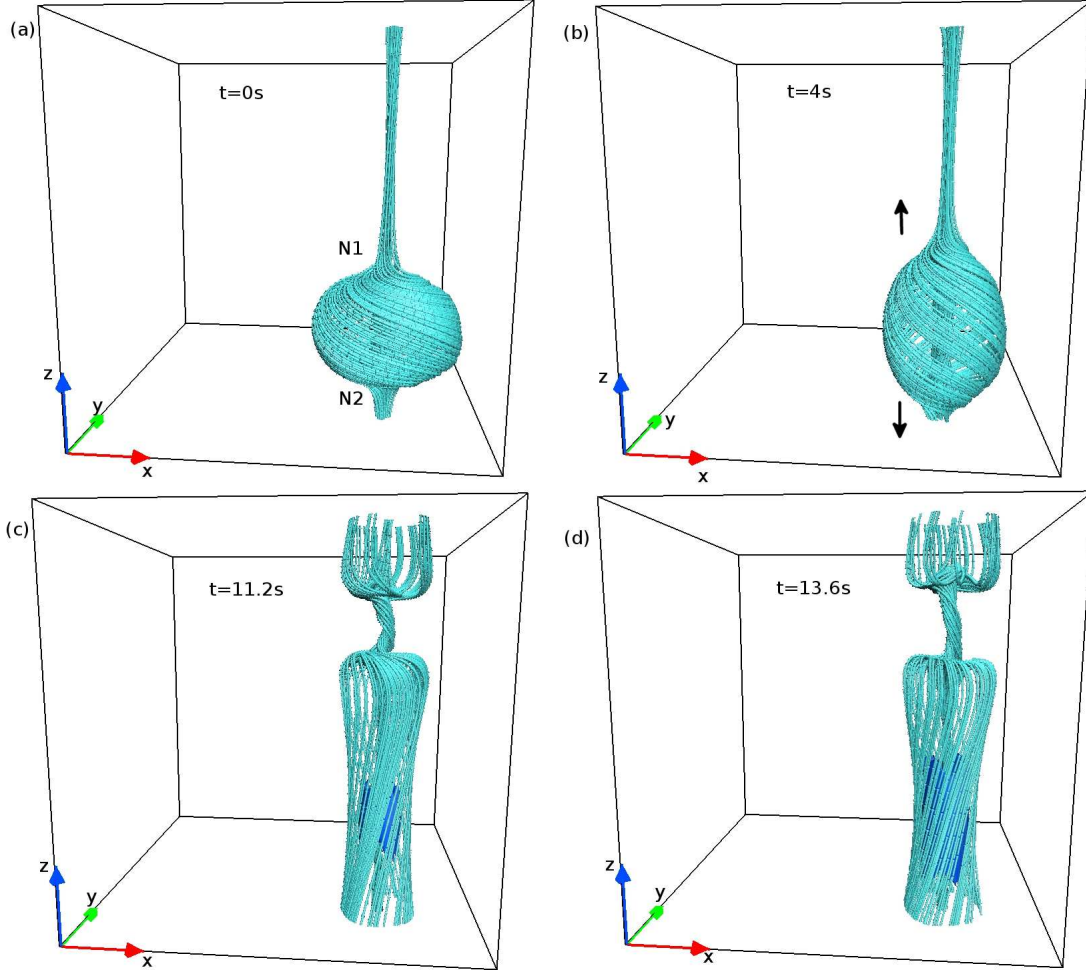 (a)
t=0s
N1
N2
z
y
x
(b)
t=4s
z
y
x
(c)
t=11.2s
z
y
x
(d)
t=13.6s
z
y
x